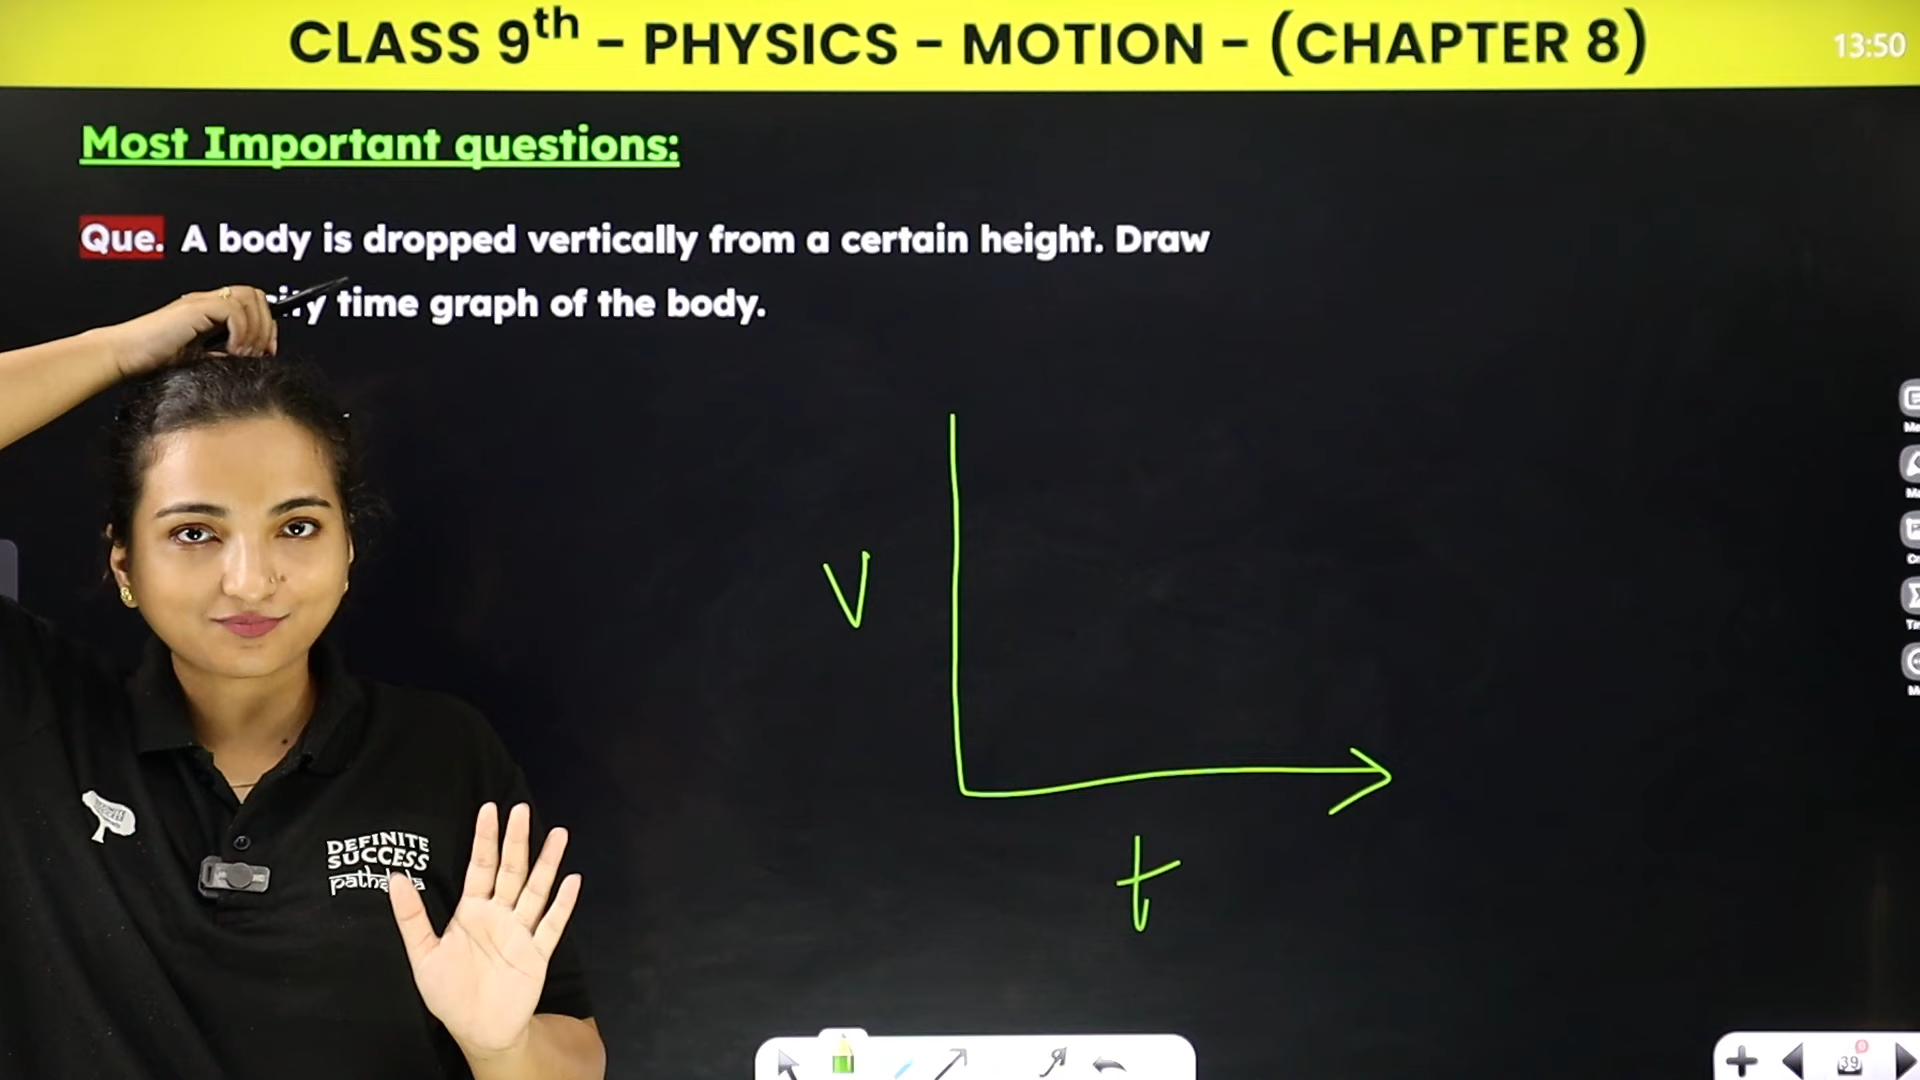 CLASS 9th - PHYSICS - MOTION - (CHAPTER 8)
13:50
Most Important questions:
Que. A body is dropped vertically from a certain height. Draw
time graph of the body.
V
t
DEFINITE
SUCCESS
39